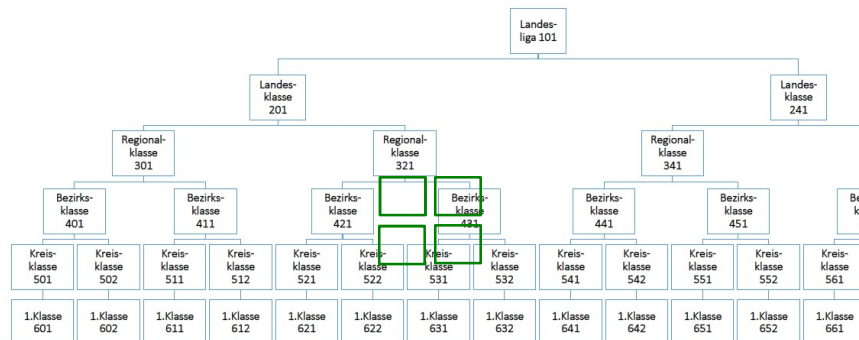 Landes-
liga 101
Landes-
klasse
201
Landes-
klasse
241
Regional-
klasse
301
Regional-
klasse
321
Regional-
klasse
341
Bezirks-
klasse
401
Bezirks-
klasse
411
Bezirks-
klasse
421
Bezirks-
klasse
431
Bezirks-
klasse
441
Bezirks-
klasse
451
Kreis-
klasse
501
Kreis-
klasse
502
Kreis-
klasse
511
Kreis-
klasse
512
Kreis-
klasse
521
Kreis-
klasse
522
Kreis-
klasse
531
Kreis-
klasse
532
Kreis-
klasse
541
Kreis-
klasse
542
Kreis-
klasse
551
Kreis-
klasse
552
Kreis-
klasse
561
1.Klasse
601
1.Klasse
602
1.Klasse
611
1.Klasse
612
1.Klasse
621
1.Klasse
622
1.Klasse
631
1.Klasse
632
1.Klasse
641
1.Klasse
642
1.Klasse
651
1.Klasse
652
1.Klasse
661